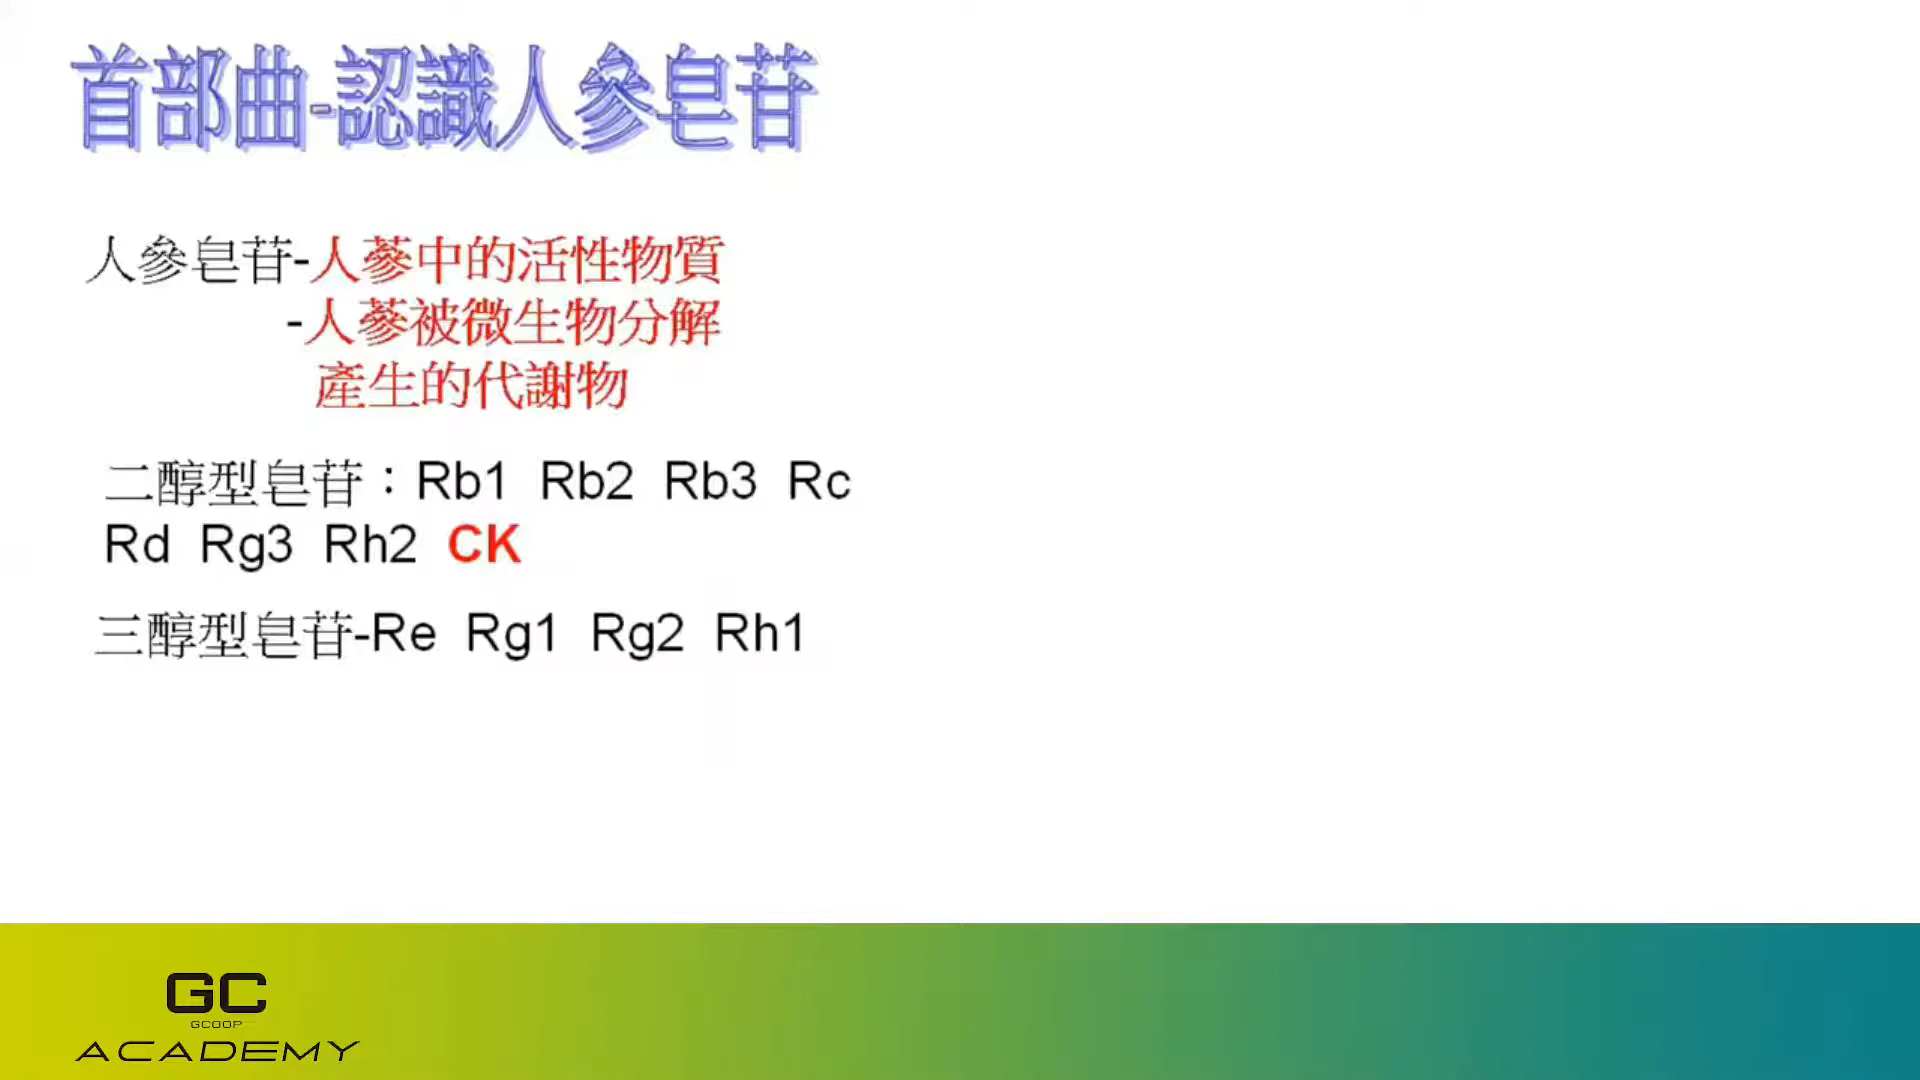 首部曲-認識人參皂苷
人參皂苷-人蔘中的活性物質
-人蔘被微生物分解
產生的代謝物
二醇型皂苷：Rb1 Rb2 Rb3 Rc
Rd Rg3 Rh2 CK
三醇型皂苷-Re Rg1 Rg2 Rh1
GC
GCOOP
ACADEMY